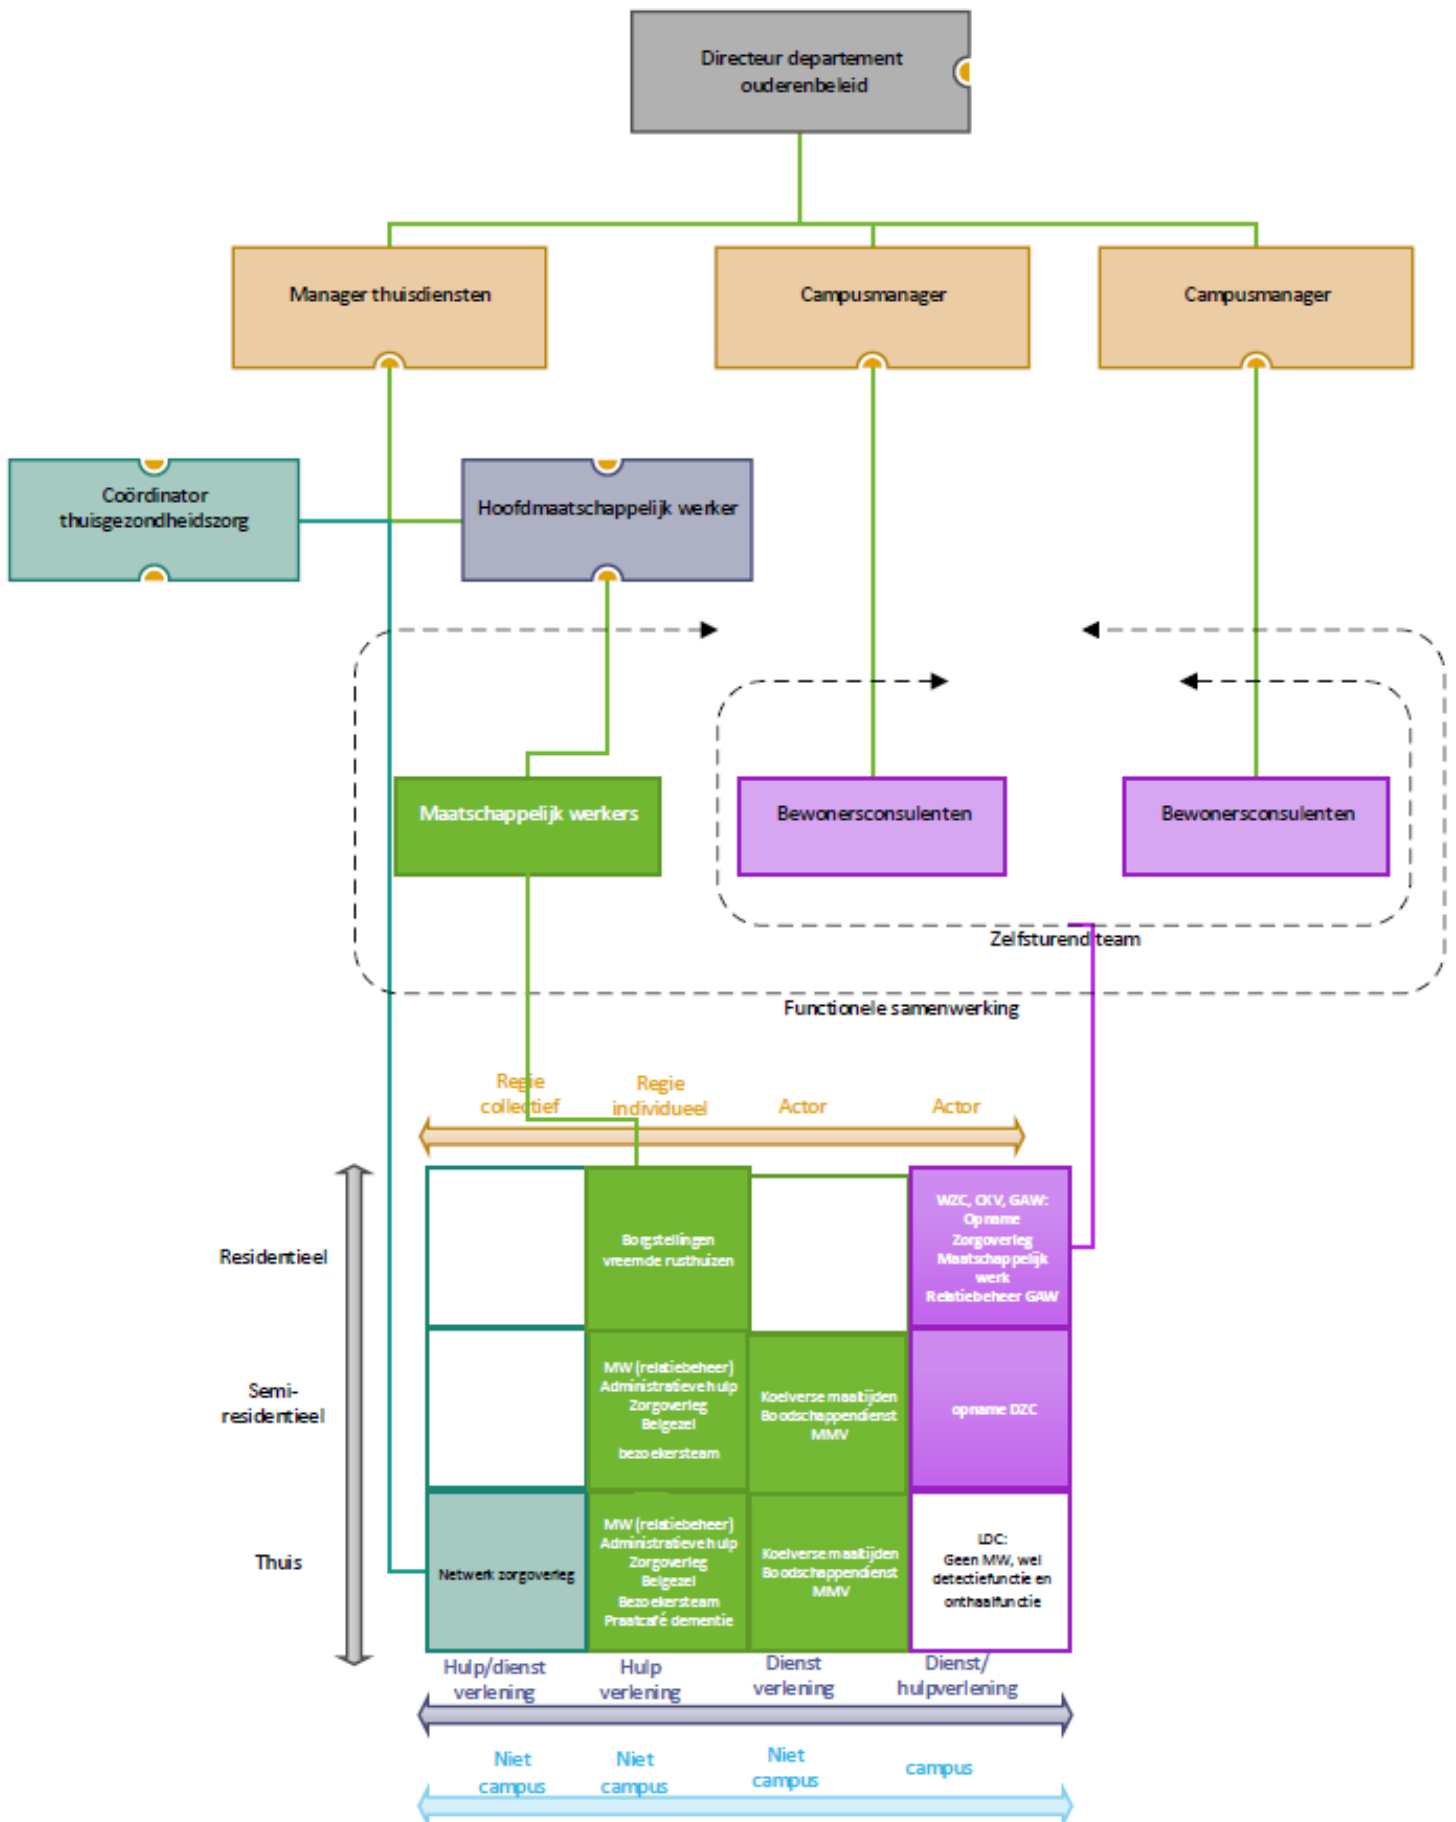 Directeur departement
ouderenbeleid
Manager thuisdiensten
Campusmanager
Campusmanager
Coördinator
thuisgezondheidszorg
Hoofdmaatschappelijk werker
Maatschappelijk werkers
Bewonersconsulenten
Bewonersconsulenten
Zelfsturend team
Functionele samenwerking
Regie
collectief
Regie
individueel
Actor
Actor
Residentieel
Borgstellingen
vreemde rusthuizen
WZC, CKV, GAW:
Opname
Zorgoverleg
Maatschappelijk
werk
Relatiebeheer GAW
Semi-
residentieel
MW (relatiebeheer)
Administratieve hulp
Zorgoverleg
Belgezel
bezoekersteam
Koelverse maaltijden
Boodschappendienst
MMV
opname DZC
Thuis
Netwerk zorgoverleg
MW (relatiebeheer)
Administratieve hulp
Zorgoverleg
Belgezel
Bezoekersteam
Praatcafé dementie
Koelverse maaltijden
Boodschappendienst
MMV
LDC:
Geen MW, wel
detectiefunctie en
onthaalfunctie
Hulp/dienst
verlening
Hulp
verlening
Dienst
verlening
Dienst/
hulpverlening
Niet
campus
Niet
campus
Niet
campus
campus